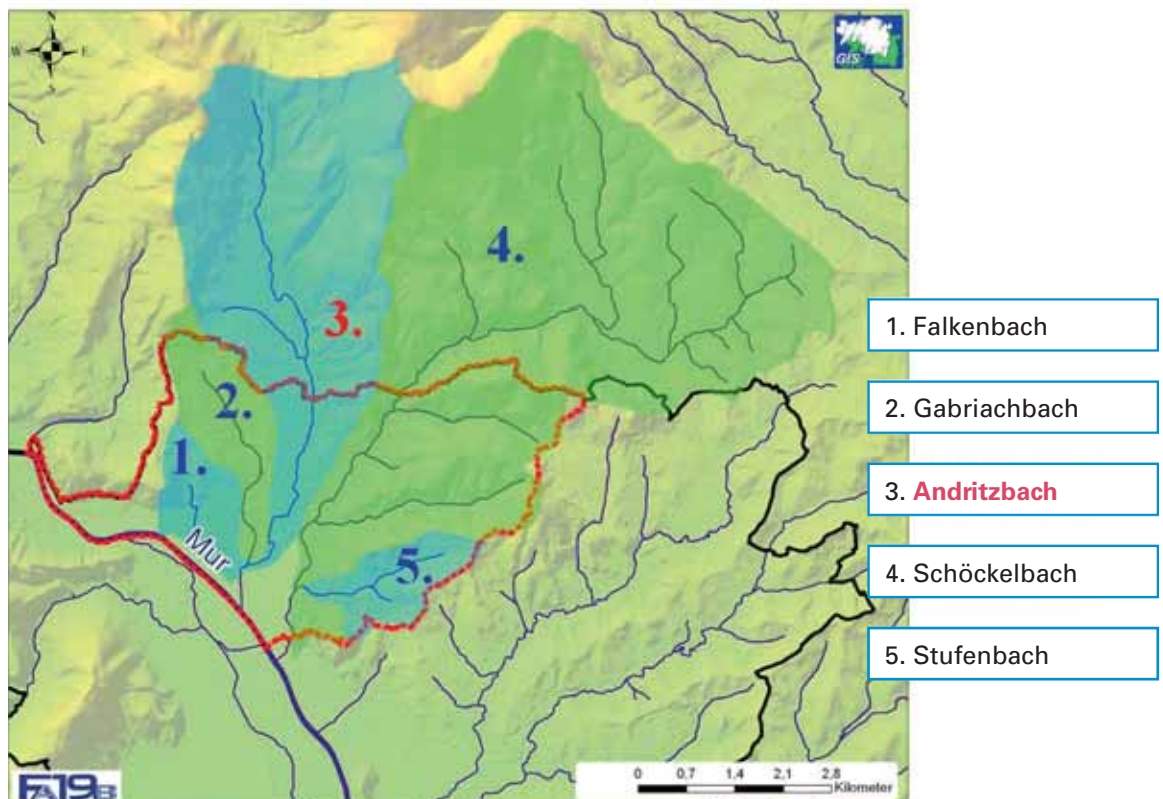 N
W E
S
GIS
4.
3.
2.
1.
Mur
5.
1. Falkenbach
2. Gabriachbach
3. Andritzbach
4. Schöckelbach
5. Stufenbach
0 0,7 1,4 2,1 2,8
Kilometer
FA19B